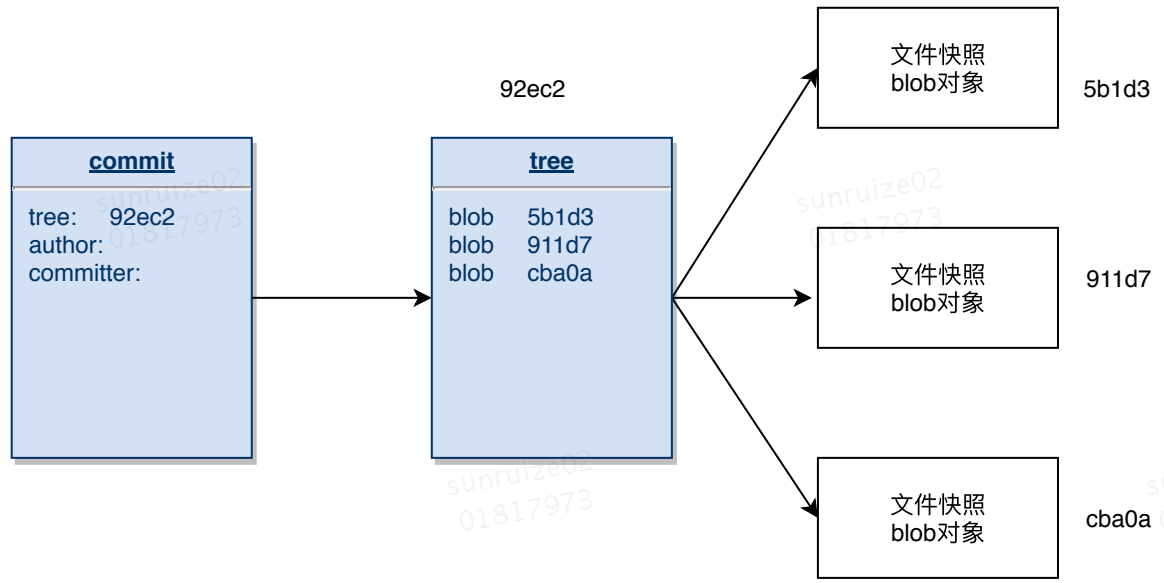 92ec2
commit
tree: 92ec2
author:
committer:
tree
blob 5b1d3
blob 911d7
blob cba0a
文件快照
blob对象
5b1d3
文件快照
blob对象
911d7
文件快照
blob对象
cba0a
sunruize02
01817973
sunruize02
01817973
sunruize02
01817973